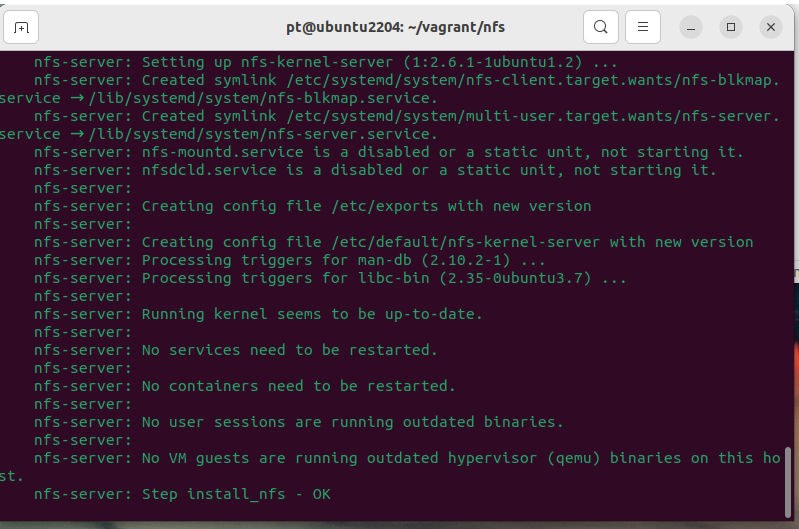 pt@ubuntu2204: ~/vagrant/nfs
nfs-server: Setting up nfs-kernel-server (1:2.6.1-1ubuntu1.2) ...
nfs-server: Created symlink /etc/systemd/system/nfs-client.target.wants/nfs-blkmap.
service → /lib/systemd/system/nfs-blkmap.service.
nfs-server: Created symlink /etc/systemd/system/multi-user.target.wants/nfs-server.
service → /lib/systemd/system/nfs-server.service.
nfs-server: nfs-mountd.service is a disabled or a static unit, not starting it.
nfs-server: nfsdcld.service is a disabled or a static unit, not starting it.
nfs-server:
nfs-server: Creating config file /etc/exports with new version
nfs-server:
nfs-server: Creating config file /etc/default/nfs-kernel-server with new version
nfs-server: Processing triggers for man-db (2.10.2-1) ...
nfs-server: Processing triggers for libc-bin (2.35-0ubuntu3.7) ...
nfs-server:
nfs-server: Running kernel seems to be up-to-date.
nfs-server:
nfs-server: No services need to be restarted.
nfs-server:
nfs-server: No containers need to be restarted.
nfs-server:
nfs-server: No user sessions are running outdated binaries.
nfs-server:
nfs-server: No VM guests are running outdated hypervisor (qemu) binaries on this ho
st.
nfs-server: Step install_nfs - OK